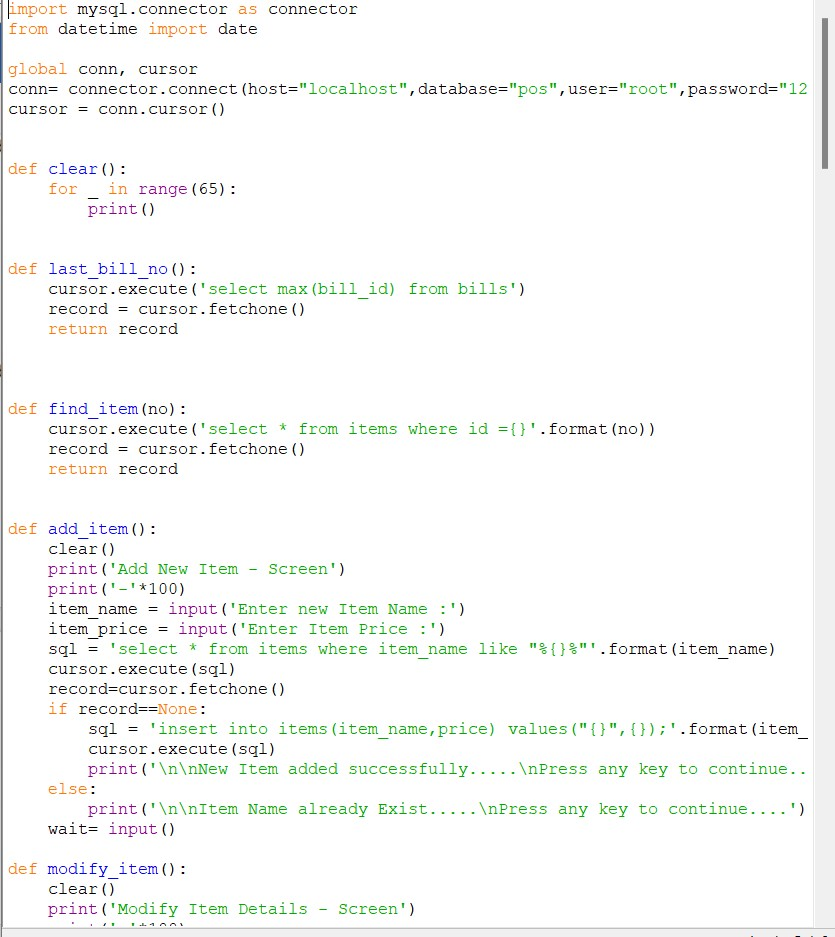 import mysql.connector as connector
from datetime import date
global conn, cursor
conn= connector.connect(host="localhost",database="pos",user="root",password="12
cursor = conn.cursor()
def clear():
    for _ in range(65):
        print()
def last_bill_no():
    cursor.execute('select max(bill_id) from bills')
    record = cursor.fetchone()
    return record
def find_item(no):
    cursor.execute('select * from items where id ={}'.format(no))
    record = cursor.fetchone()
    return record
def add_item():
    clear()
    print('Add New Item - Screen')
    print('-'*100)
    item_name = input('Enter new Item Name :')
    item_price = input('Enter Item Price :')
    sql = 'select * from items where item_name like "%{}%"'.format(item_name)
    cursor.execute(sql)
    record=cursor.fetchone()
    if record==None:
        sql = 'insert into items(item_name,price) values("{}",{});'.format(item_
        cursor.execute(sql)
        print('\n\nNew Item added successfully.....\nPress any key to continue..
    else:
        print('\n\nItem Name already Exist.....\nPress any key to continue....')
    wait= input()
def modify_item():
    clear()
    print('Modify Item Details - Screen')